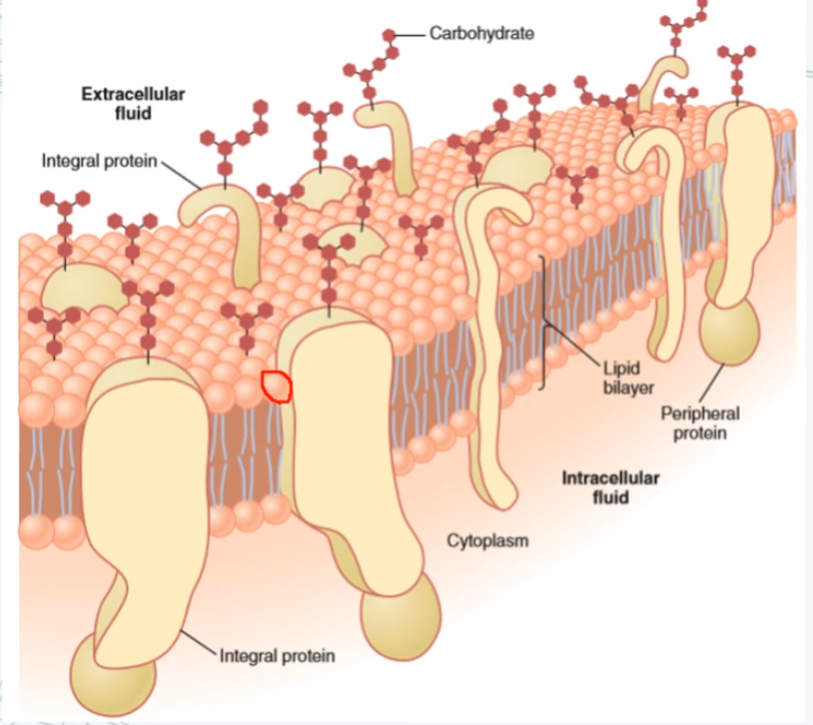 Carbohydrate
Extracellular
fluid
Integral protein
Lipid
bilayer
Peripheral
protein
Intracellular
fluid
Cytoplasm
Integral protein